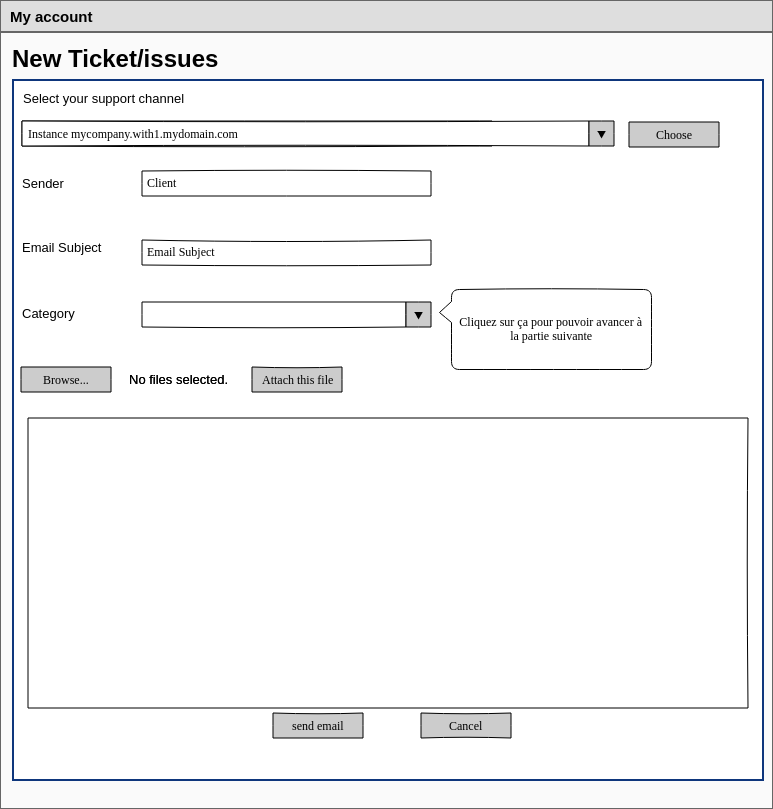 My account
New Ticket/issues
Select your support channel
Instance mycompany.with1.mydomain.com
Choose
Sender
Client
Email Subject
Email Subject
Category
Cliquez sur ça pour pouvoir avancer à
la partie suivante
Browse...
No files selected.
Attach this file
send email
Cancel